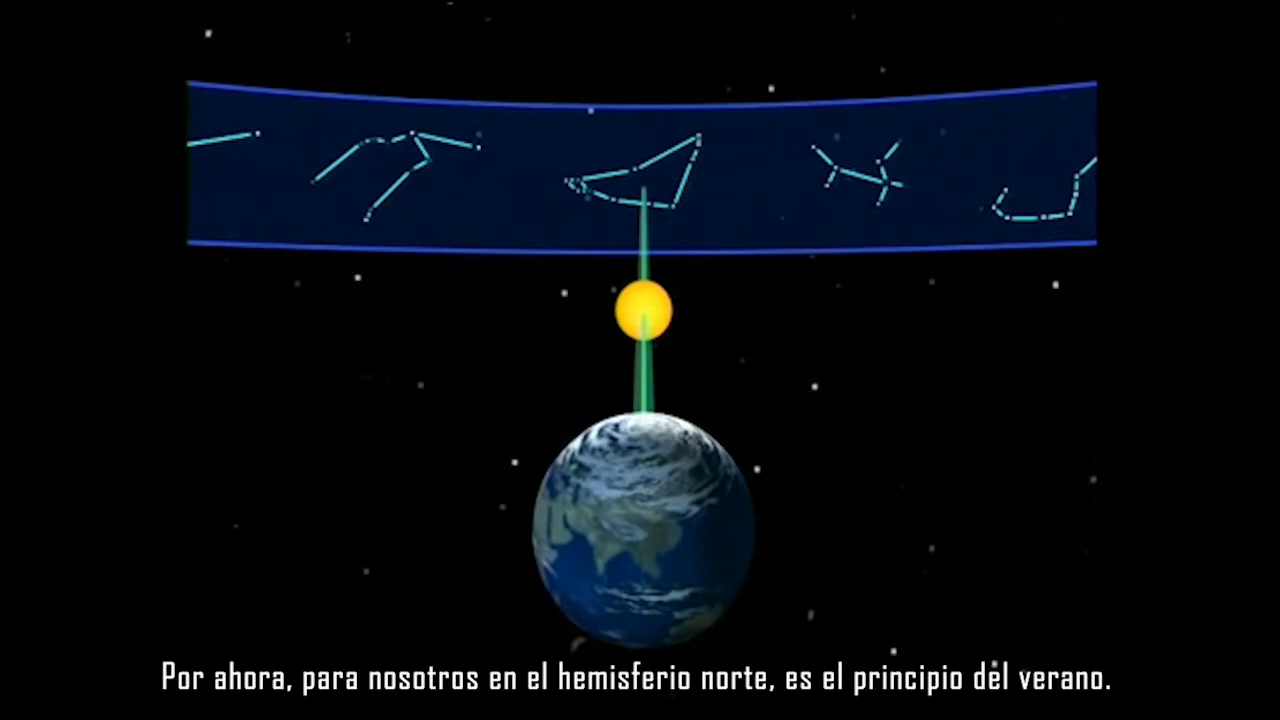 Por ahora, para nosotros en el hemisferio norte, es el principio del verano.